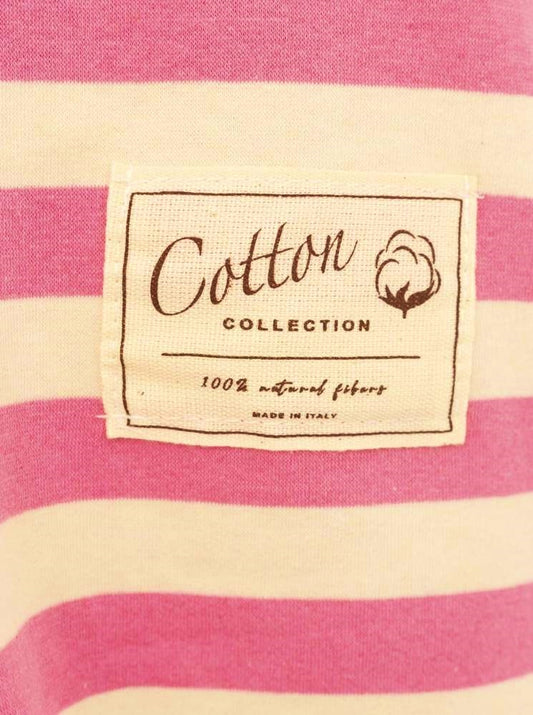 Cotton
COLLECTION
100% natural fibers
MADE IN ITALY